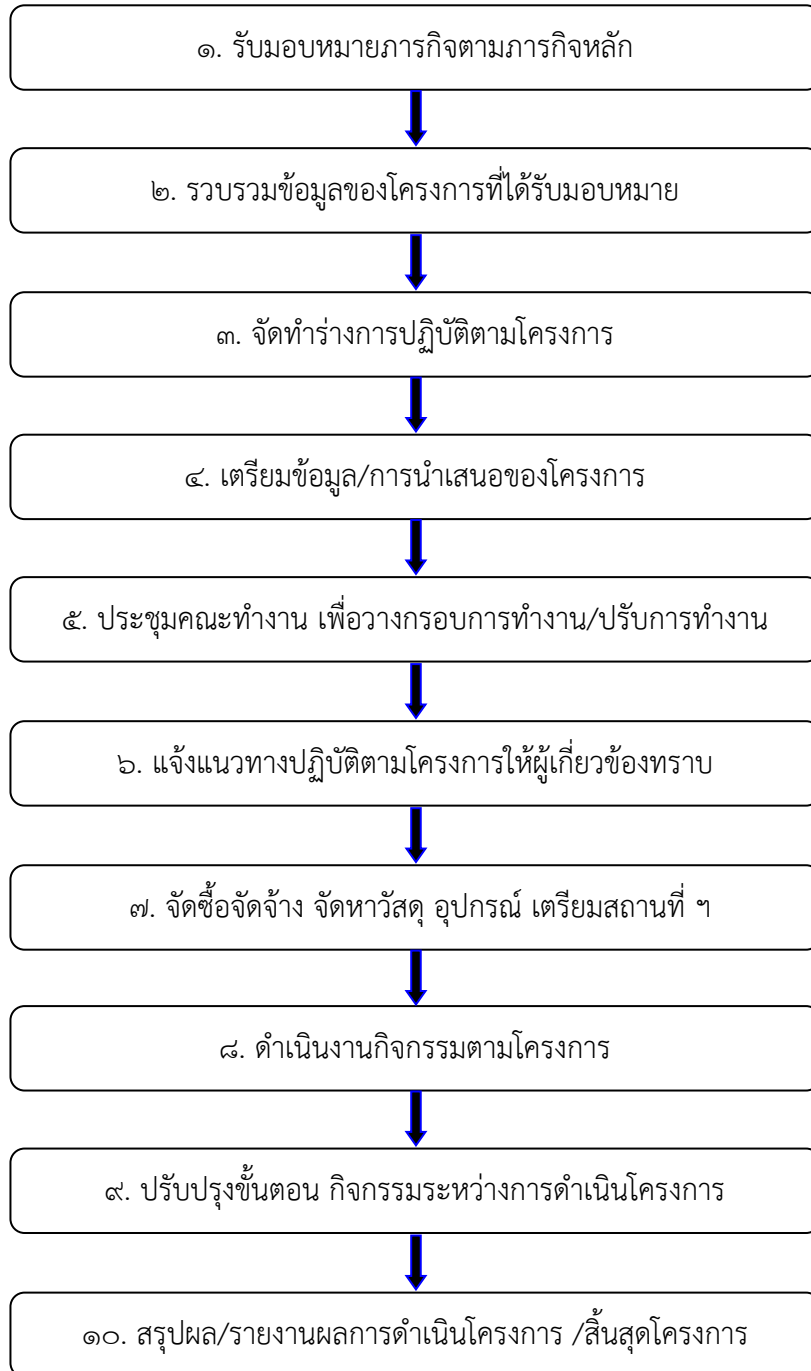 ๑. รับมอบหมายภารกิจตามภารกิจหลัก
๒. รวบรวมข้อมูลของโครงการที่ได้รับมอบหมาย
๓. จัดทำร่างการปฏิบัติตามโครงการ
๔. เตรียมข้อมูล/การนำเสนอของโครงการ
๕. ประชุมคณะทำงาน เพื่อวางกรอบการทำงาน/ปรับการทำงาน
๖. แจ้งแนวทางปฏิบัติตามโครงการให้ผู้เกี่ยวข้องทราบ
๗. จัดซื้อจัดจ้าง จัดหาวัสดุ อุปกรณ์ เตรียมสถานที่ ฯ
๘. ดำเนินงานกิจกรรมตามโครงการ
๙. ปรับปรุงขั้นตอน กิจกรรมระหว่างการดำเนินโครงการ
๑๐. สรุปผล/รายงานผลการดำเนินโครงการ /สิ้นสุดโครงการ